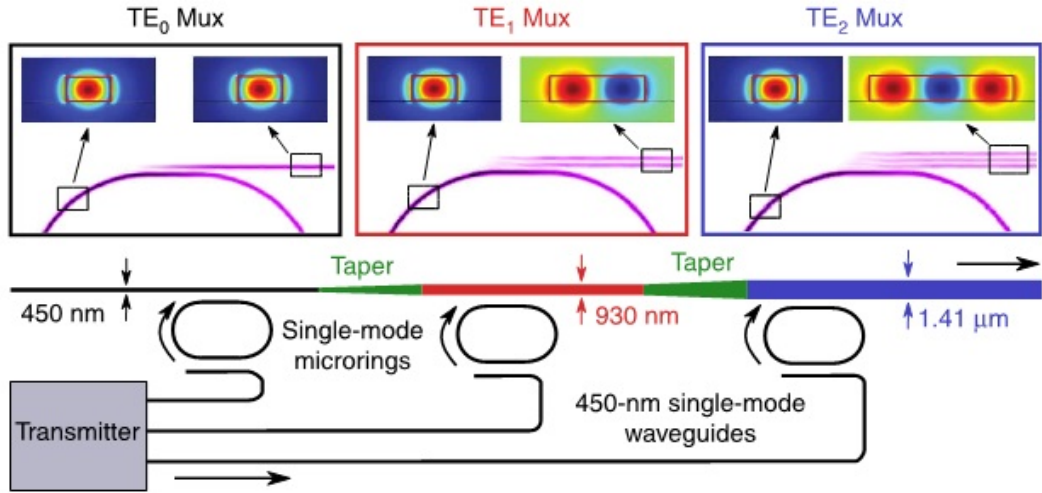 TE₀ Mux
TE₁ Mux
TE₂ Mux
Taper
Taper
450 nm
930 nm
1.41 μm
Single-mode
microrings
450-nm single-mode
waveguides
Transmitter